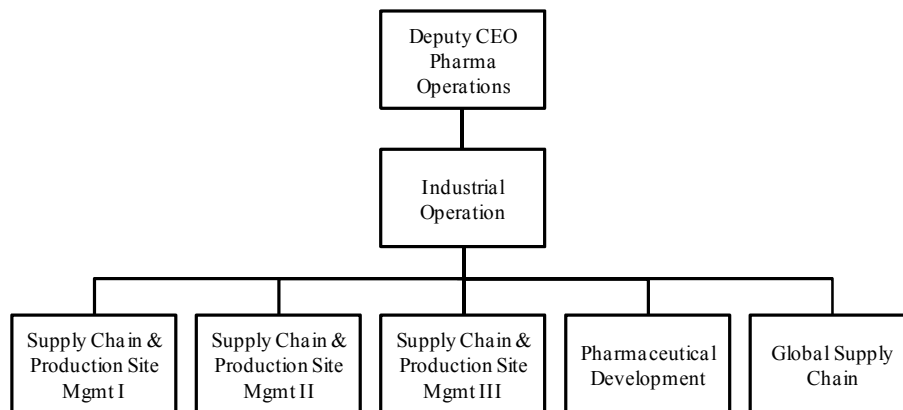 Deputy CEO
Pharma
Operations
Industrial
Operation
Supply Chain &
Production Site
Mgmt I
Supply Chain &
Production Site
Mgmt II
Supply Chain &
Production Site
Mgmt III
Pharmaceutical
Development
Global Supply
Chain